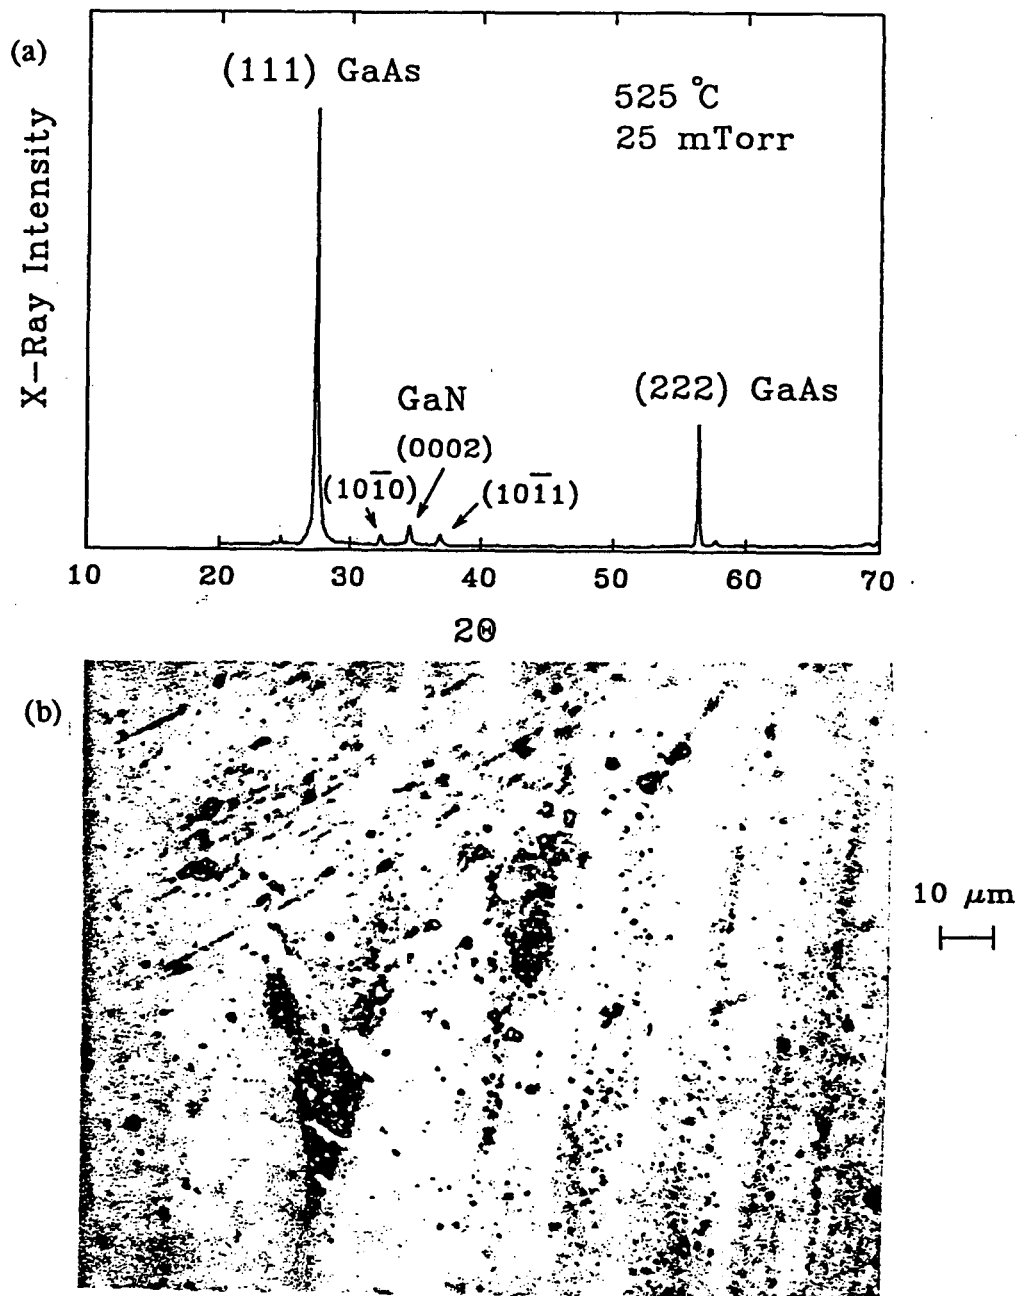 (a)
X-Ray Intensity
(111) GaAs
525 °C
25 mTorr
GaN
(0002)
(101̅0)
(101̅1)
(222) GaAs
10 20 30 40 50 60 70
2Θ
(b)
10 μm